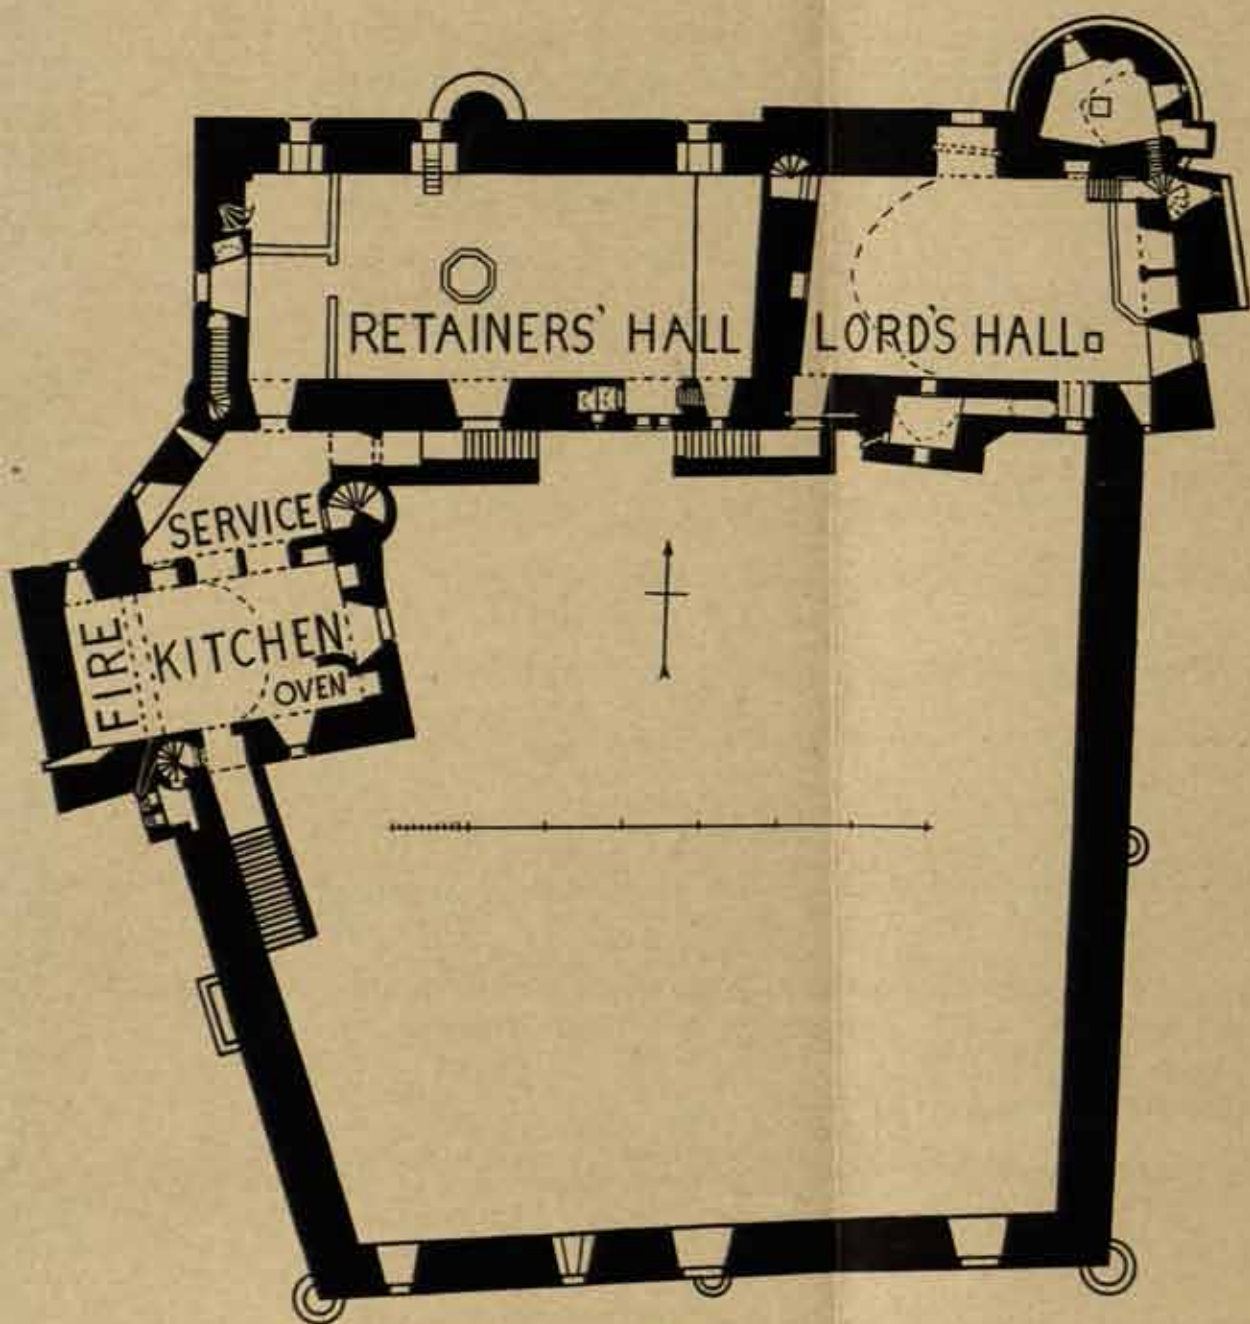 RETAINERS' HALL
LORD'S HALL
SERVICE
FIRE
KITCHEN
OVEN